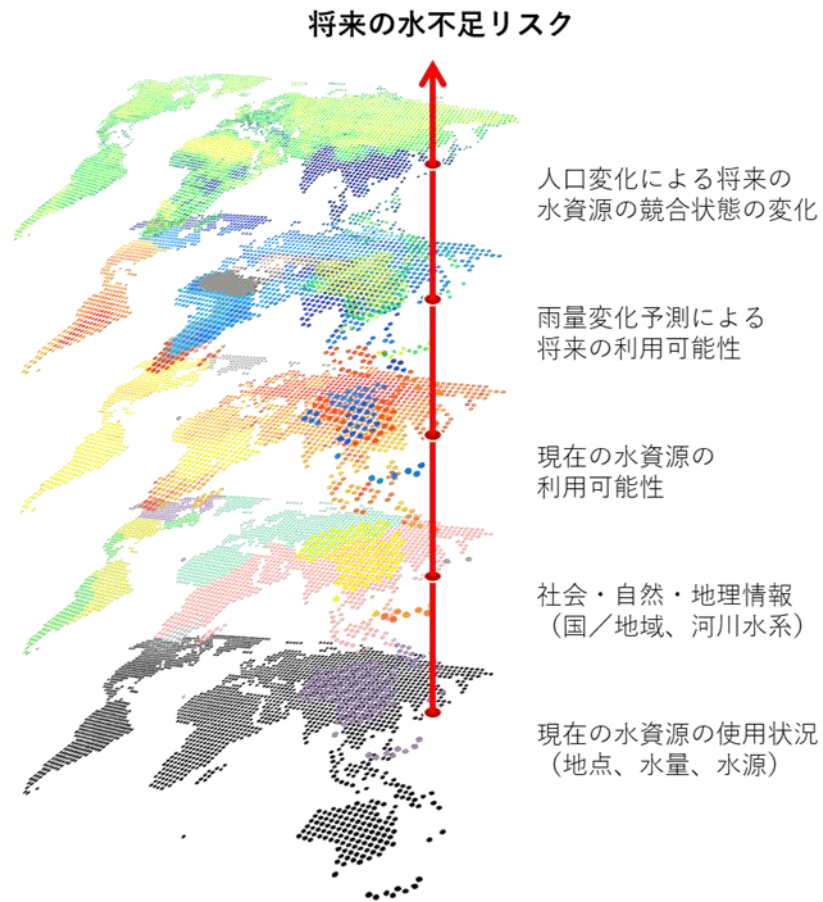 将来の水不足リスク
人口変化による将来の
水資源の競合状態の変化
雨量変化予測による
将来の利用可能性
現在の水資源の
利用可能性
社会・自然・地理情報
（国／地域、河川水系）
現在の水資源の使用状況
（地点、水量、水源）